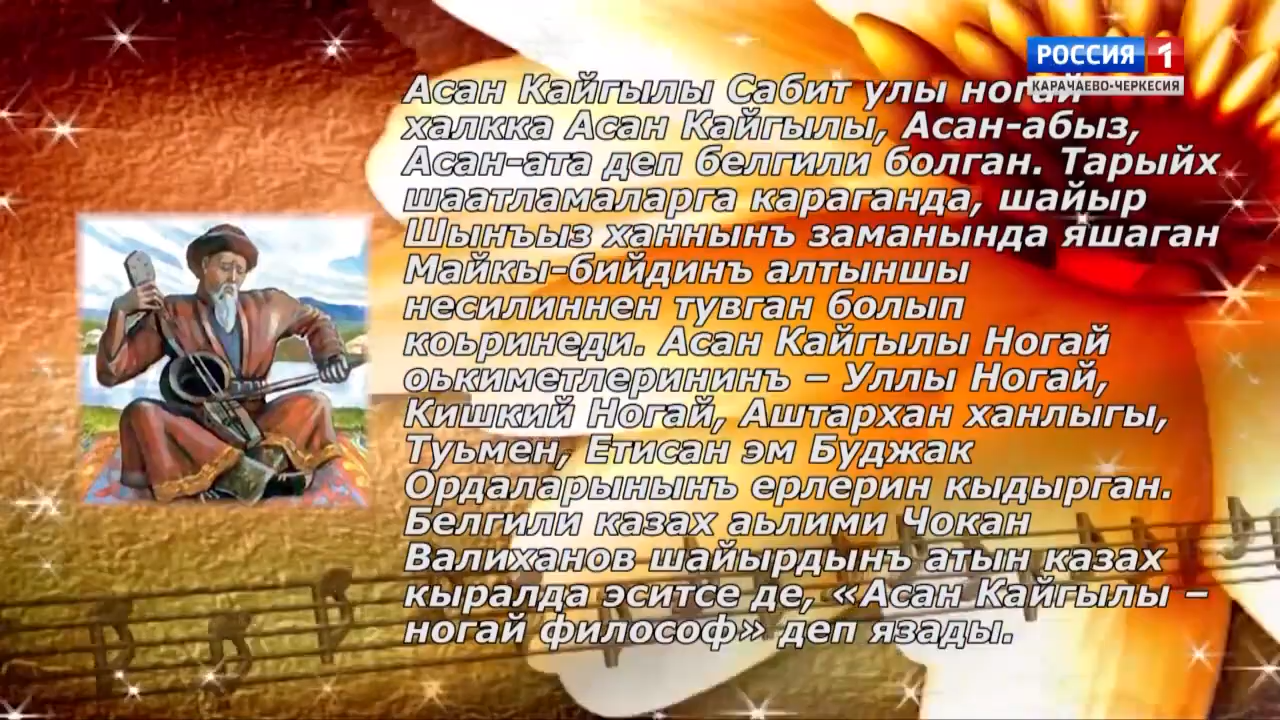 РОССИЯ 1
КАРАЧАЕВО-ЧЕРКЕСИЯ
Асан Кайгылы Сабит улы ногай
халкка Асан Кайгылы, Асан-абыз,
Асан-ата деп белгили болган. Тарыйх
шаатламаларга караганда, шайыр
Шынъыз ханнынъ заманында яшаган
Майкы-бийдинъ алтыншы
несилиннен тувган болып
коьринеди. Асан Кайгылы Ногай
оькиметлерининъ – Уллы Ногай,
Кишкий Ногай, Аштархан ханлыгы,
Туьмен, Етисан эм Буджак
Ордаларынынъ ерлерин кыдырган.
Белгили казах аьлими Чокан
Валиханов шайырдынъ атын казах
кыралда эситсе де, «Асан Кайгылы –
ногай философ» деп язады.